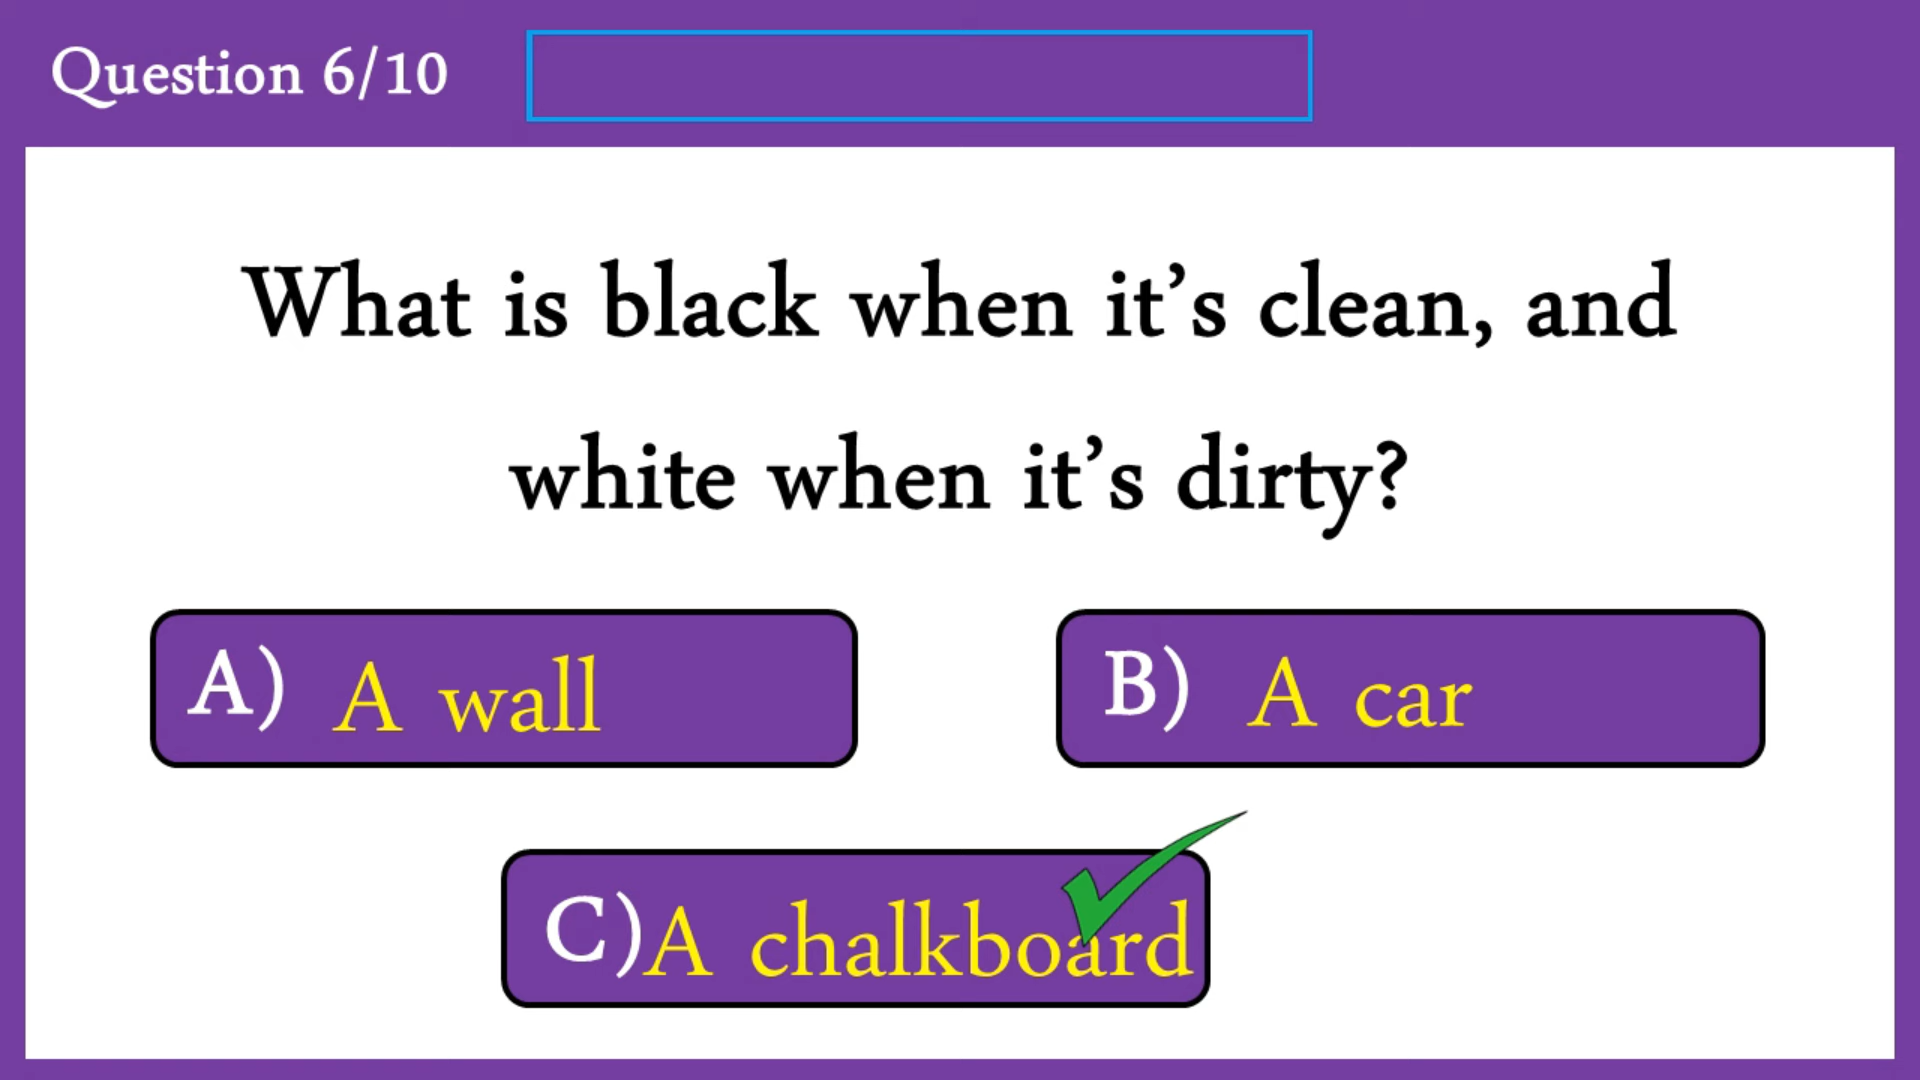 Question 6/10
What is black when it’s clean, and
white when it’s dirty?
A) A wall
B) A car
C)A chalkboard